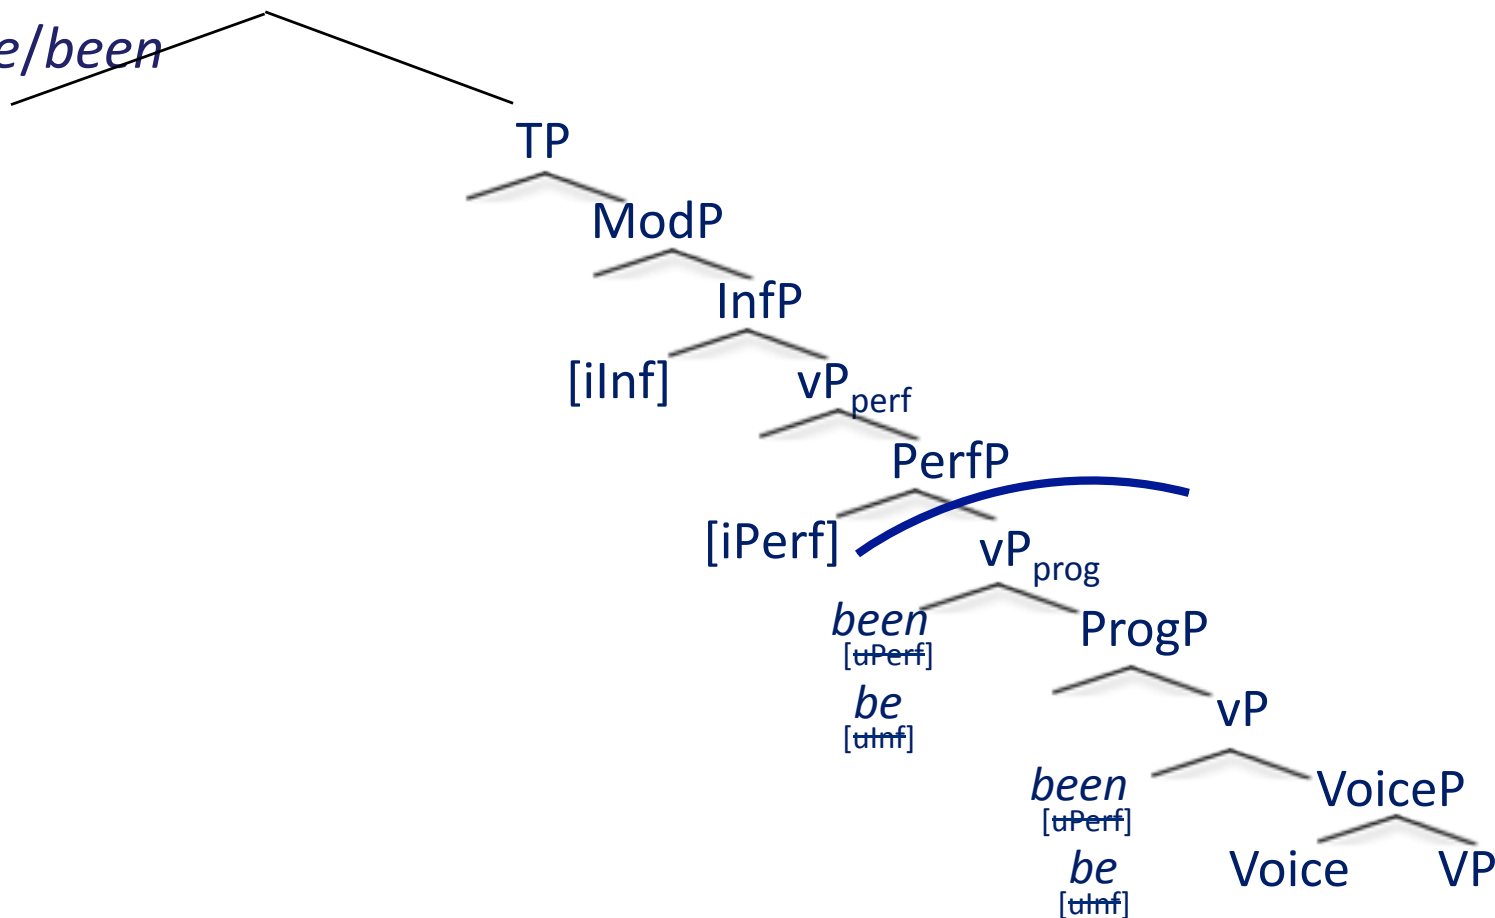 e/been
TP
ModP
InfP
[iInf] vPperf
PerfP
[iPerf] vPprog
been ProgP
[uPerf]
be vP
[uInf]
been VoiceP
[uPerf]
be Voice VP
[uInf]